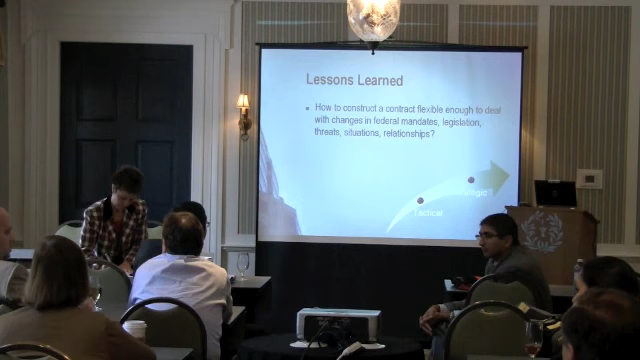 Lessons Learned
How to construct a contract flexible enough to deal
with changes in federal mandates, legislation,
threats, situations, relationships?
Tactical